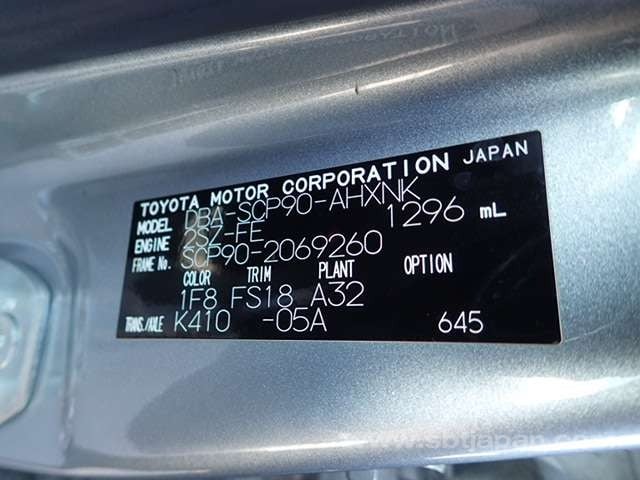 TOYOTA MOTOR CORPORATION JAPAN
MODEL DBA-SCP90-AHXNK
ENGINE 2SZ-FE 1296 mL
FRAME No. SCP90-2069260
COLOR TRIM PLANT OPTION
1F8 FS18 A32
TRANS./AXLE K410 -05A 645
www.sbtjapan.com